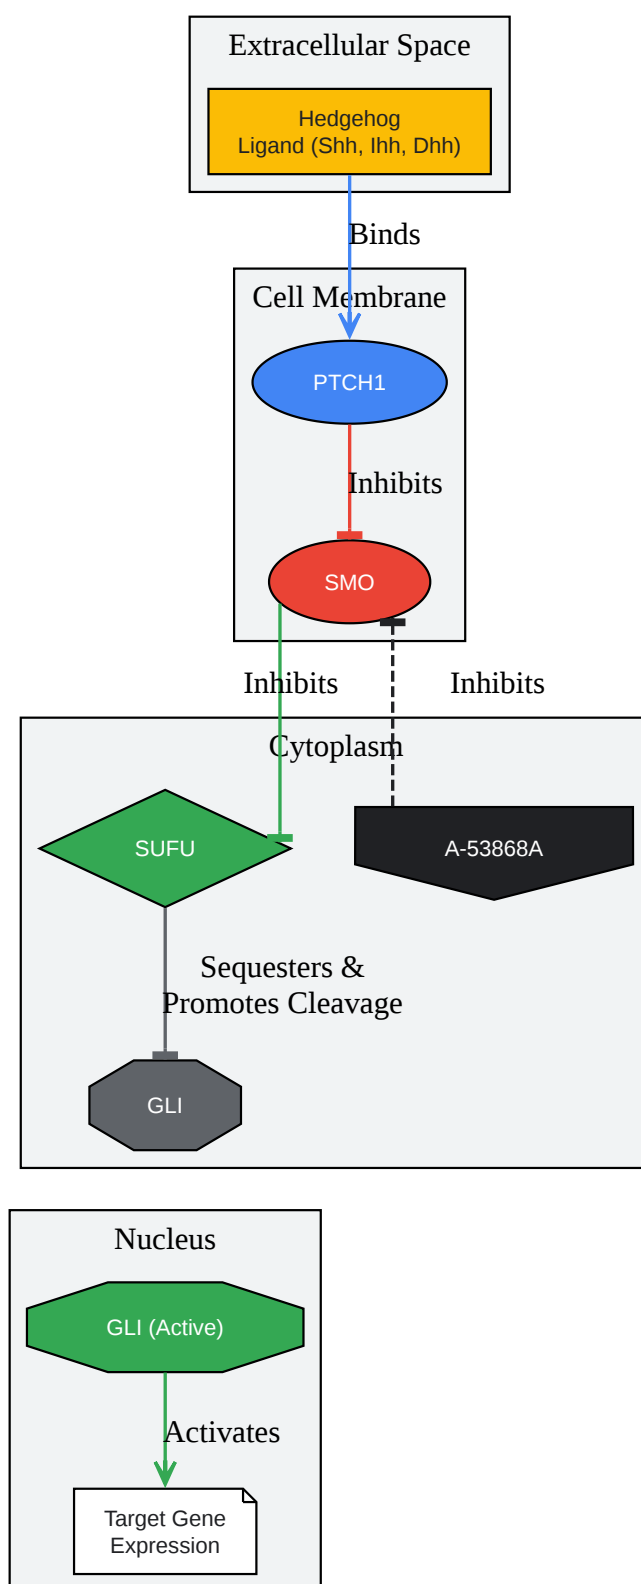 Extracellular Space
Hedgehog
Ligand (Shh, Ihh, Dhh)
Binds
Cell Membrane
PTCH1
Inhibits
SMO
Inhibits
Inhibits
Cytoplasm
SUFU
A-53868A
Sequesters &
Promotes Cleavage
GLI
Nucleus
GLI (Active)
Activates
Target Gene
Expression